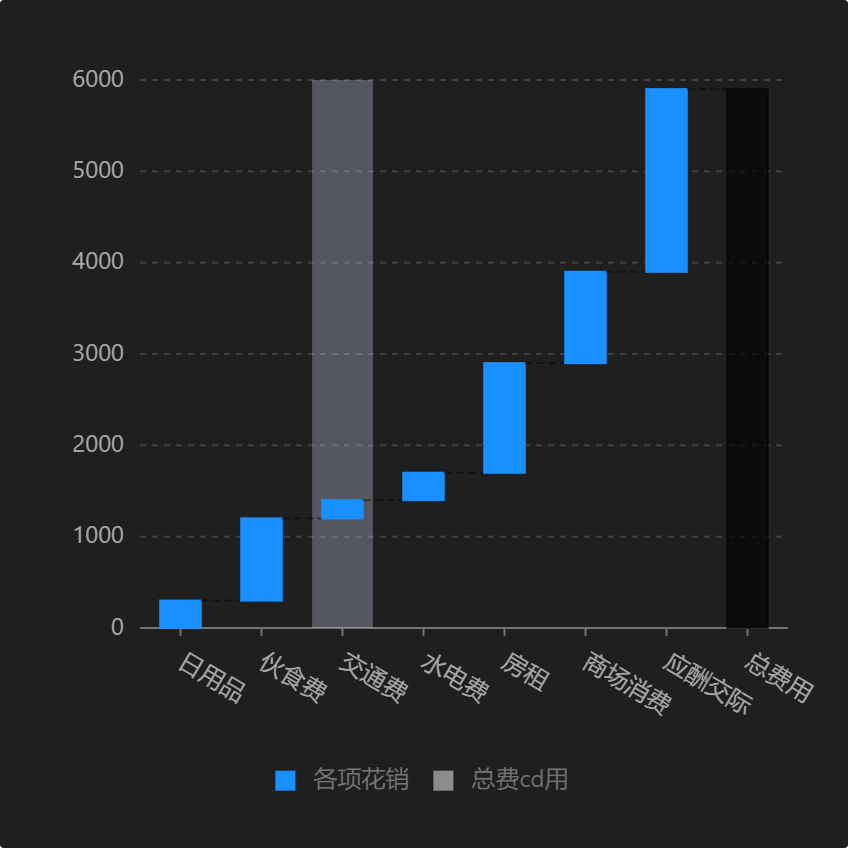 6000
5000
4000
3000
2000
1000
0
日用品
伙食费
交通费
水电费
房租
商场消费
应酬交际
总费用
各项花销
总费cd用